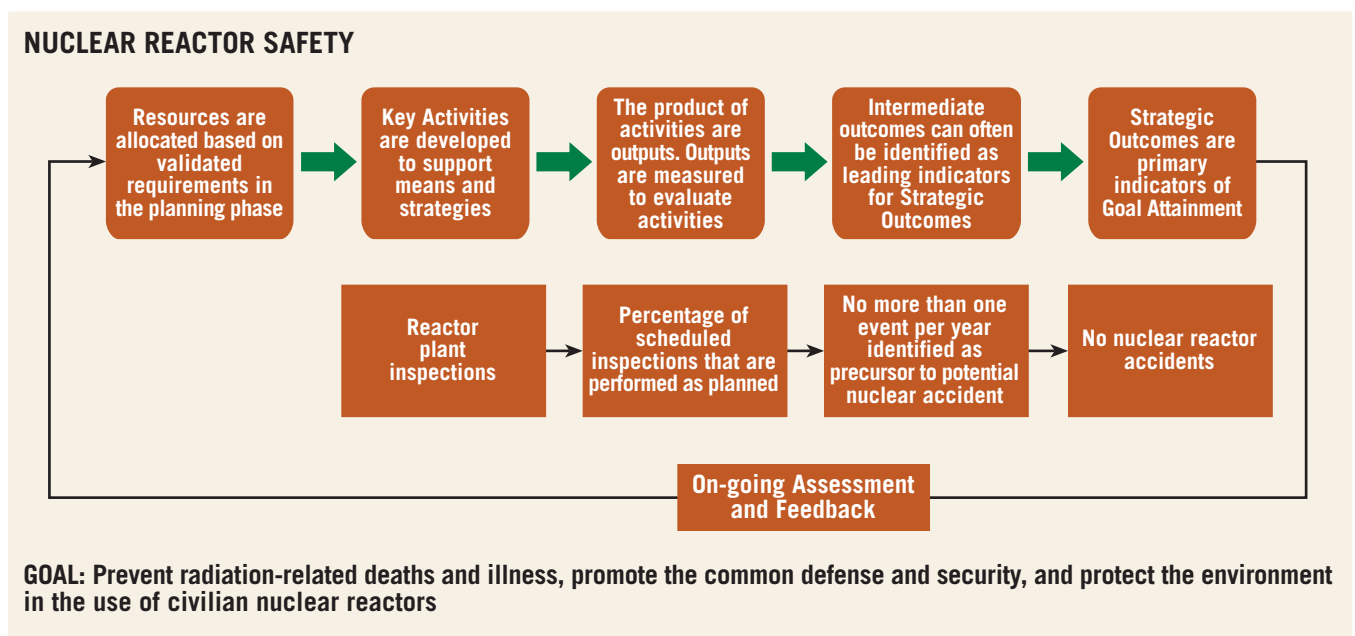 NUCLEAR REACTOR SAFETY
Resources are
allocated based on
validated
requirements in
the planning phase
Key Activities
are developed
to support
means and
strategies
The product of
activities are
outputs. Outputs
are measured
to evaluate
activities
Intermediate
outcomes can often
be identified as
leading indicators
for Strategic
Outcomes
Strategic
Outcomes are
primary
indicators of
Goal Attainment
Reactor
plant
inspections
Percentage of
scheduled
inspections that are
performed as planned
No more than one
event per year
identified as
precursor to potential
nuclear accident
No nuclear reactor
accidents
On-going Assessment
and Feedback
GOAL: Prevent radiation-related deaths and illness, promote the common defense and security, and protect the environment
in the use of civilian nuclear reactors